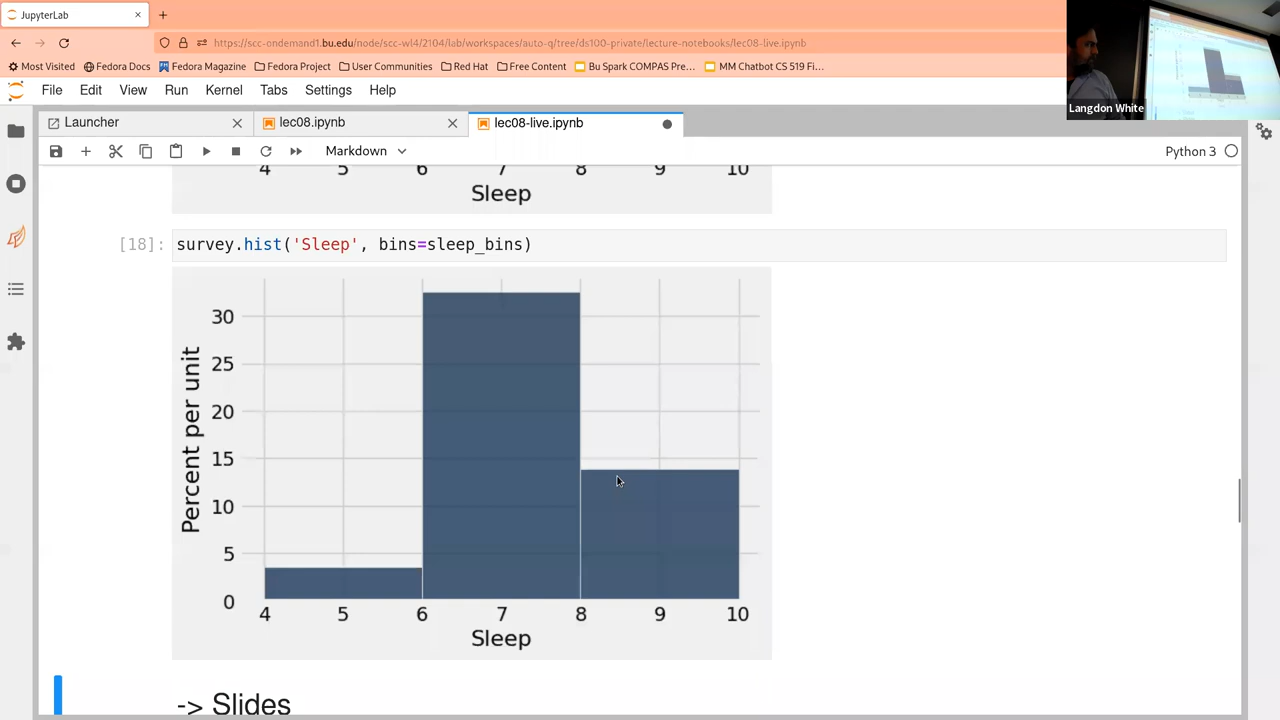 JupyterLab
https://scc-ondemand1.bu.edu/node/scc-wl4/2104/lab/workspaces/auto-q/tree/ds100-private/lecture-notebooks/lec08-live.ipynb
Most Visited Fedora Docs Fedora Magazine Fedora Project User Communities Red Hat Free Content Bu Spark COMPAS Pre… MM Chatbot CS 519 Fi…
Langdon White
File Edit View Run Kernel Tabs Settings Help
Launcher lec08.ipynb lec08-live.ipynb
Markdown Python 3
4 5 6 7 8 9 10
Sleep
[18]: survey.hist('Sleep', bins=sleep_bins)
30
25
20
15
10
5
0
Percent per unit
4 5 6 7 8 9 10
Sleep
-> Slides